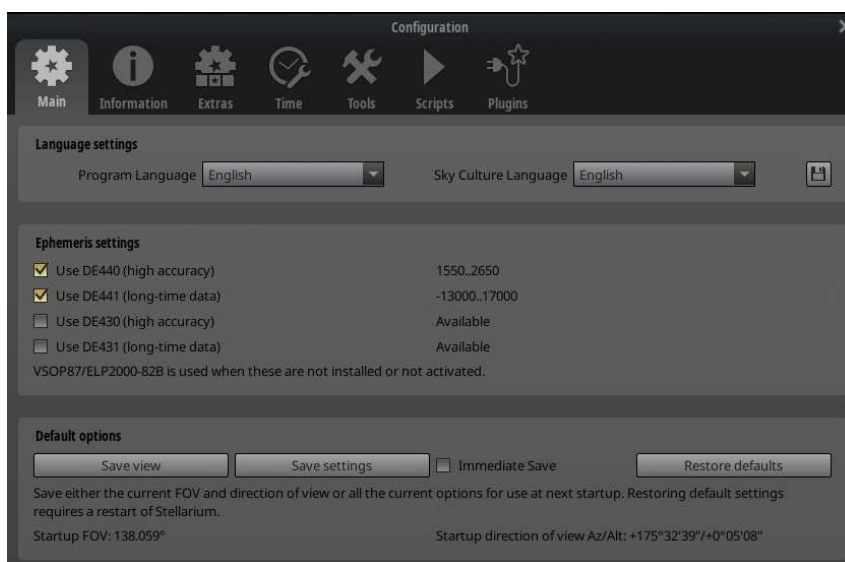 Configuration
Main Information Extras Time Tools Scripts Plugins
Language settings
Program Language English Sky Culture Language English
Ephemeris settings
Use DE440 (high accuracy) 1550..2650
Use DE441 (long-time data) -13000..17000
Use DE430 (high accuracy) Available
Use DE431 (long-time data) Available
VSOP87/ELP2000-82B is used when these are not installed or not activated.
Default options
Save view Save settings Immediate Save Restore defaults
Save either the current FOV and direction of view or all the current options for use at next startup. Restoring default settings
requires a restart of Stellarium.
Startup FOV: 138.059° Startup direction of view Az/Alt: +175°32'39"/+0°05'08"